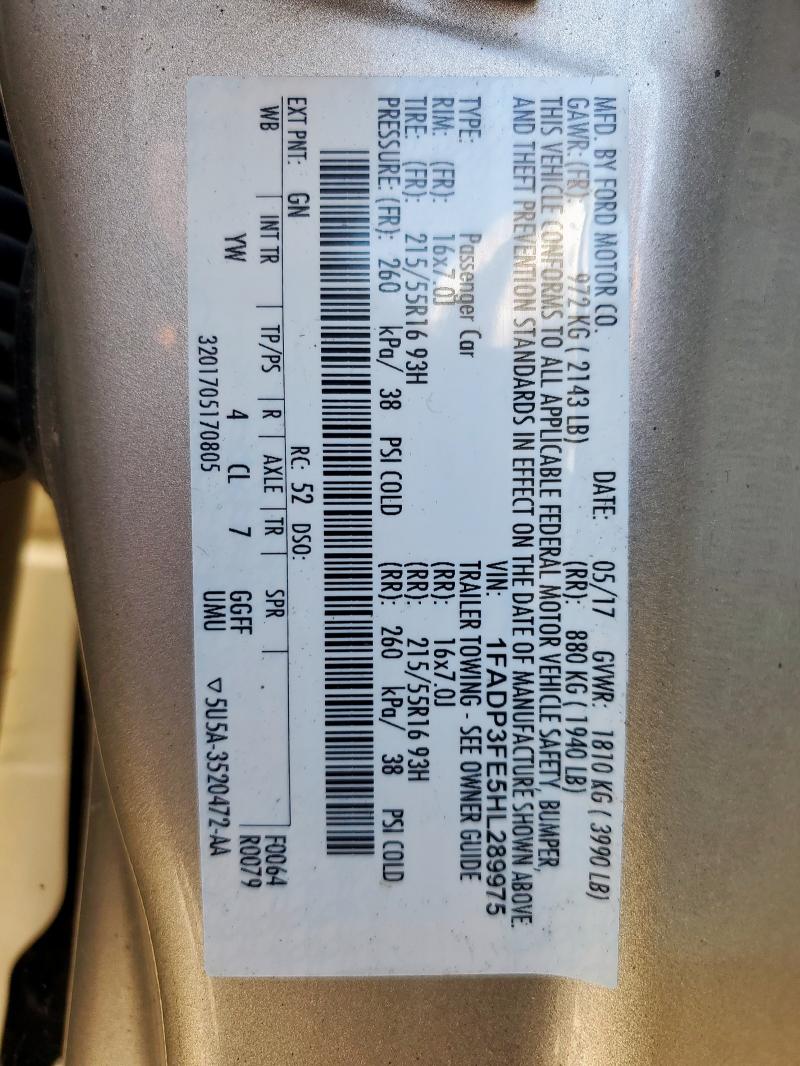 MFD. BY FORD MOTOR CO. DATE: 05/17 GVWR: 1810 KG ( 3990 LB)
GAWR: (FR) 972 KG ( 2143 LB) (RR): 880 KG ( 1940 LB)
THIS VEHICLE CONFORMS TO ALL APPLICABLE FEDERAL MOTOR VEHICLE SAFETY, BUMPER,
AND THEFT PREVENTION STANDARDS IN EFFECT ON THE DATE OF MANUFACTURE SHOWN ABOVE.
VIN: 1FADP3FE5HL289975
TYPE: Passenger Car TRAILER TOWING - SEE OWNER GUIDE
RIM: (FR): 16x7.0J (RR): 16x7.0J
TIRE: (FR): 215/55R16 93H (RR): 215/55R16 93H
PRESSURE: (FR): 260 kPa/ 38 PSI COLD (RR): 260 kPa/ 38 PSI COLD
EXT PNT: GN RC: 52 DSO: F0064
WB INT TR TP/PS R AXLE TR SPR R0079
YW 4 CL 7 GGFF
3201705170805 UMU ▽5U5A-3520472-AA